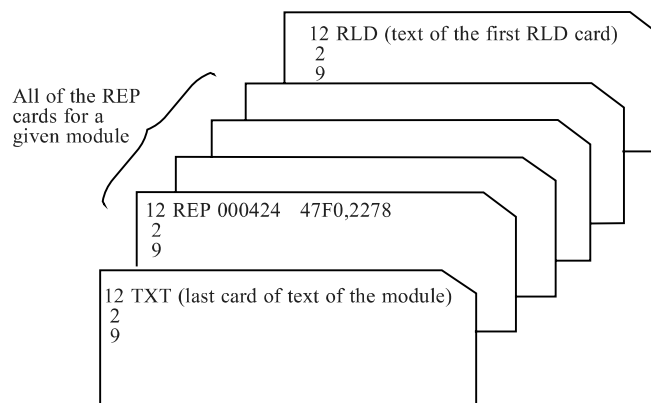 12 RLD (text of the first RLD card)
2
9
All of the REP
cards for a
given module
12 REP 000424 47F0,2278
2
9
12 TXT (last card of text of the module)
2
9